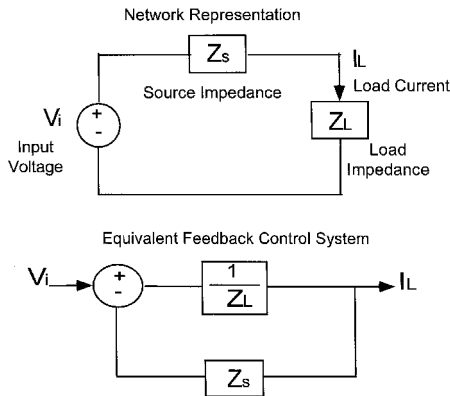 Network Representation
Zs
IL
Source Impedance
Load Current
Vi
+
-
ZL
Input
Voltage
Load
Impedance
Equivalent Feedback Control System
Vi
+
-
1
ZL
IL
Zs